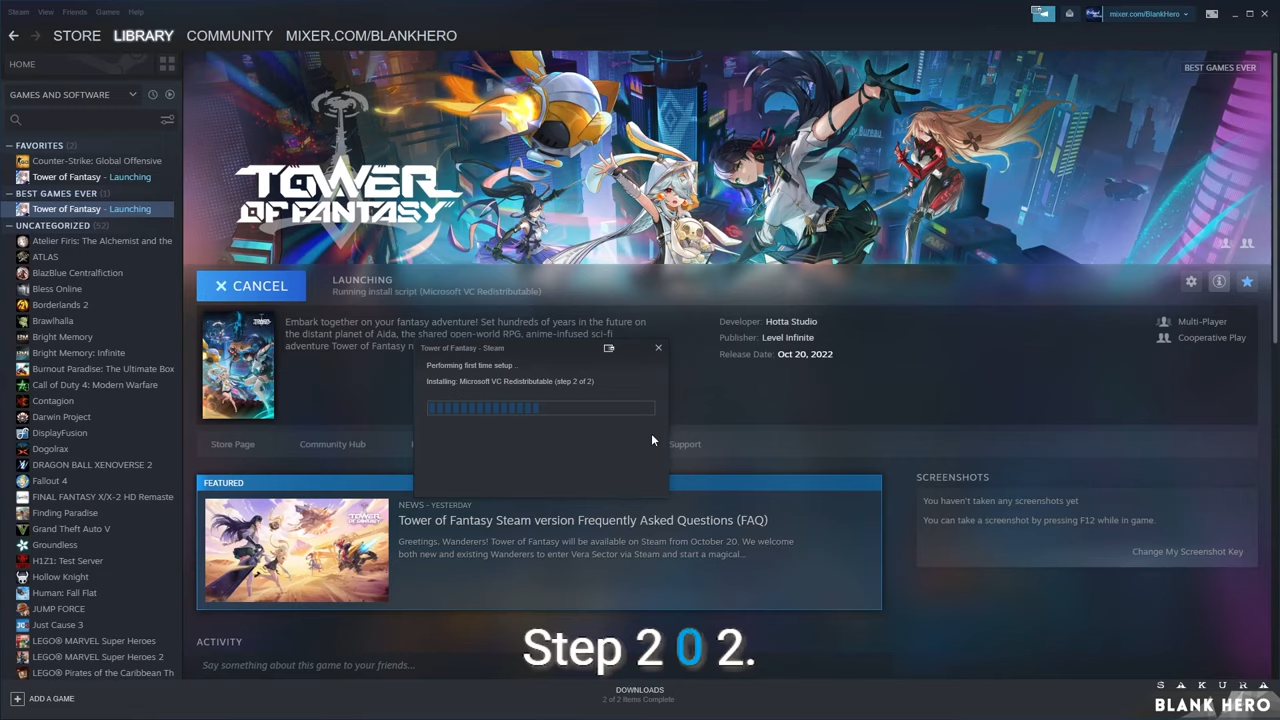 Steam View Friends Games Help
mixer.com/BlankHero
STORE LIBRARY COMMUNITY MIXER.COM/BLANKHERO
HOME
GAMES AND SOFTWARE
FAVORITES (2)
Counter-Strike: Global Offensive
Tower of Fantasy - Launching
BEST GAMES EVER (1)
Tower of Fantasy - Launching
UNCATEGORIZED (52)
Atelier Firis: The Alchemist and the
ATLAS
BlazBlue Centralfiction
Bless Online
Borderlands 2
Brawlhalla
Bright Memory
Bright Memory: Infinite
Burnout Paradise: The Ultimate Box
Call of Duty 4: Modern Warfare
Contagion
Darwin Project
DisplayFusion
Dogolrax
DRAGON BALL XENOVERSE 2
Fallout 4
FINAL FANTASY X/X-2 HD Remaste
Finding Paradise
Grand Theft Auto V
Groundless
H1Z1: Test Server
Hollow Knight
Human: Fall Flat
JUMP FORCE
Just Cause 3
LEGO® MARVEL Super Heroes
LEGO® MARVEL Super Heroes 2
LEGO® Pirates of the Caribbean Th
ADD A GAME
BEST GAMES EVER
TOWER
OF FANTASY
CANCEL
LAUNCHING
Running install script (Microsoft VC Redistributable)
Embark together on your fantasy adventure! Set hundreds of years in the future on
the distant planet of Aida, the shared open-world RPG, anime-infused sci-fi
adventure Tower of Fantasy
Developer: Hotta Studio
Publisher: Level Infinite
Release Date: Oct 20, 2022
Multi-Player
Cooperative Play
Tower of Fantasy - Steam
Performing first time setup...
Installing: Microsoft VC Redistributable (step 2 of 2)
Store Page Community Hub Support
FEATURED
NEWS - YESTERDAY
Tower of Fantasy Steam version Frequently Asked Questions (FAQ)
Greetings, Wanderers! Tower of Fantasy will be available on Steam from October 20. We welcome
both new and existing Wanderers to enter Vera Sector via Steam and start a magical...
SCREENSHOTS
You haven't taken any screenshots yet
You can take a screenshot by pressing F12 while in game.
Change My Screenshot Key
ACTIVITY
Say something about this game to your friends...
Step 2 0 2.
DOWNLOADS
2 of 2 Items Complete
SAKURA
BLANK HERO